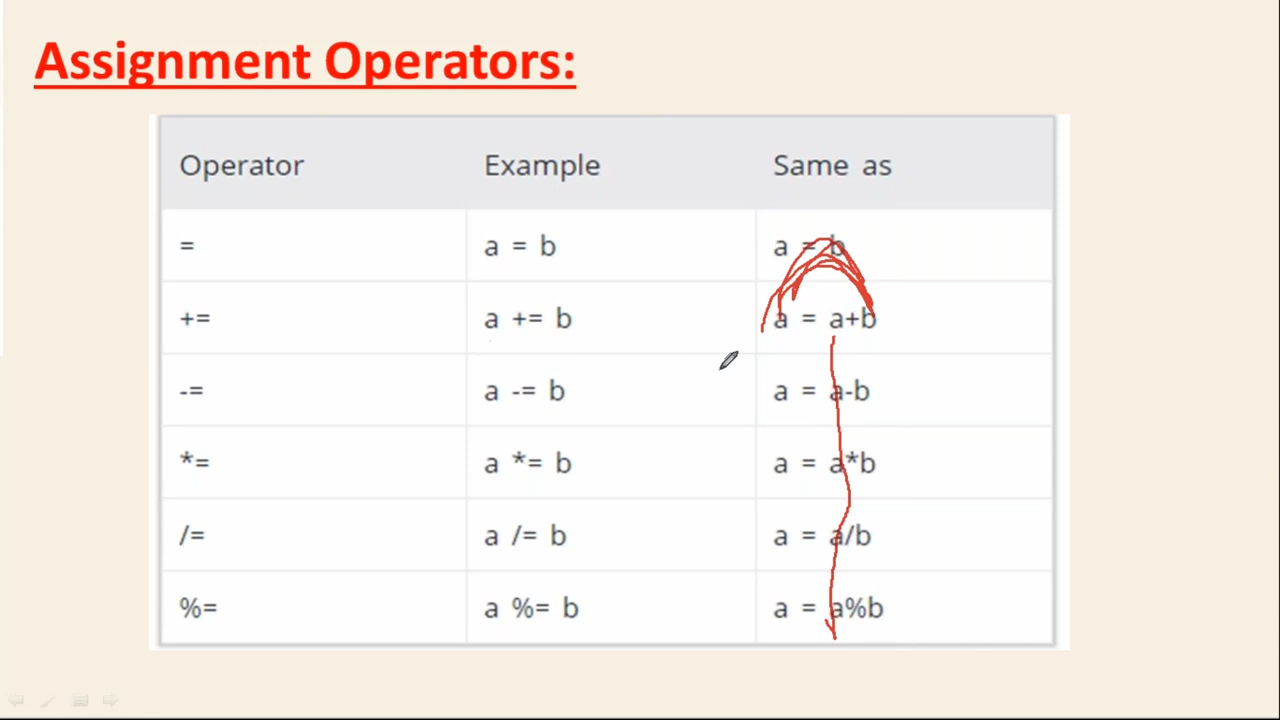 Assignment Operators:
Operator Example Same as
= a = b a = b
+= a += b a = a+b
-= a -= b a = a-b
*= a *= b a = a*b
/= a /= b a = a/b
%= a %= b a = a%b